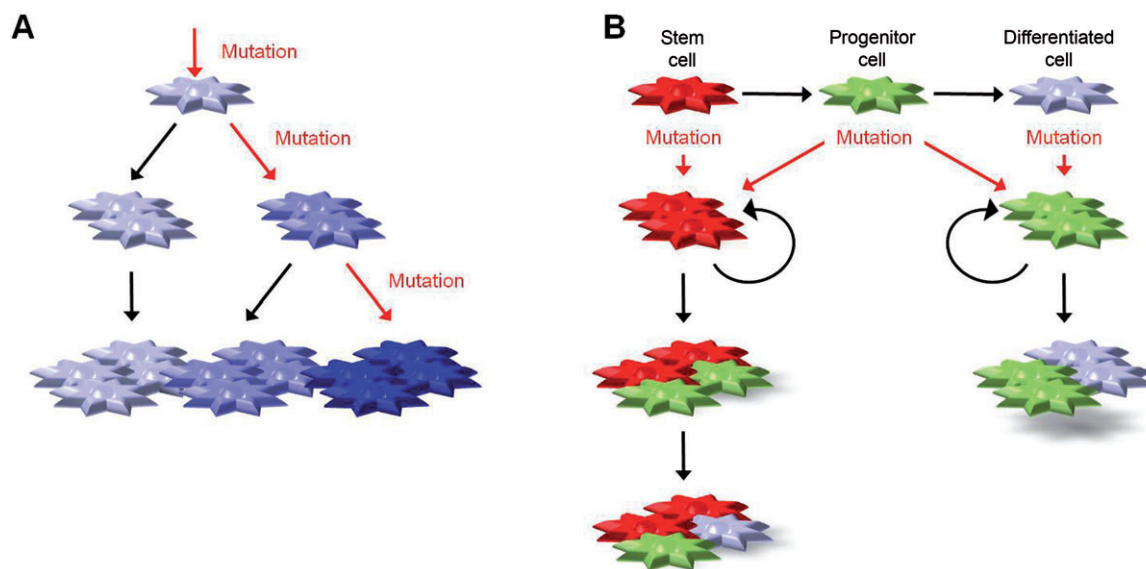 A
Mutation
Mutation
Mutation
B
Stem
cell
Progenitor
cell
Differentiated
cell
Mutation
Mutation
Mutation